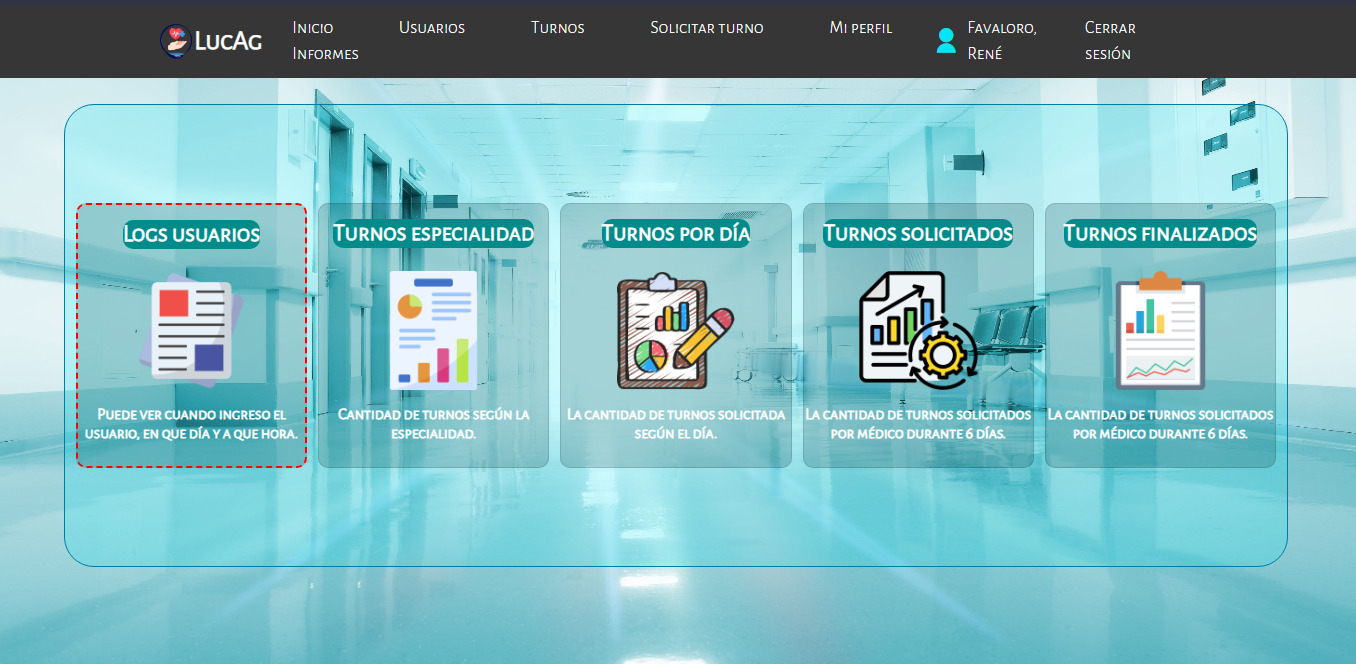 LucAg
Inicio
Usuarios
Turnos
Solicitar turno
Mi perfil
Favaloro,
René
Cerrar
sesión
Informes
Logs usuarios
Puede ver cuando ingreso el
usuario, en que día y a que hora.
Turnos especialidad
Cantidad de turnos según la
especialidad.
Turnos por día
La cantidad de turnos solicitada
según el día.
Turnos solicitados
La cantidad de turnos solicitados
por médico durante 6 días.
Turnos finalizados
La cantidad de turnos solicitados
por médico durante 6 días.